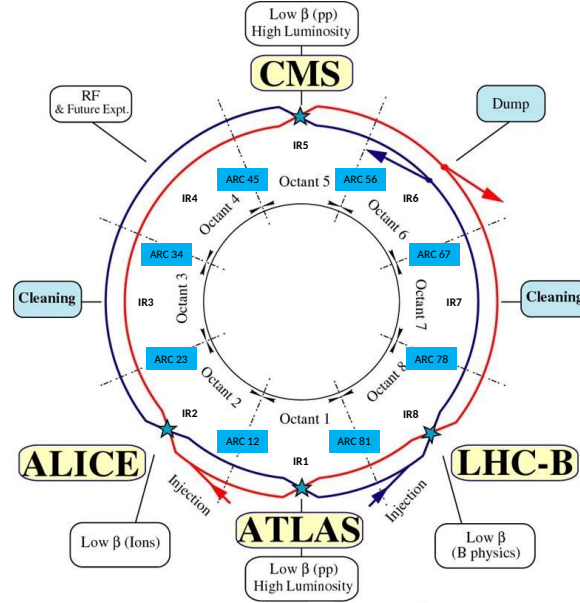 Low β (pp)
High Luminosity
CMS
RF
& Future Expt.
Dump
IR5
ARC 45
Octant 5
ARC 56
IR4
Octant 4
Octant 6
IR6
ARC 34
ARC 67
Cleaning
IR3
Octant 3
Octant 7
IR7
Cleaning
ARC 23
ARC 78
Octant 2
Octant 8
IR2
Octant 1
IR8
ARC 12
ARC 81
ALICE
IR1
LHC-B
Injection
Injection
ATLAS
Low β (Ions)
Low β
(B physics)
Low β (pp)
High Luminosity